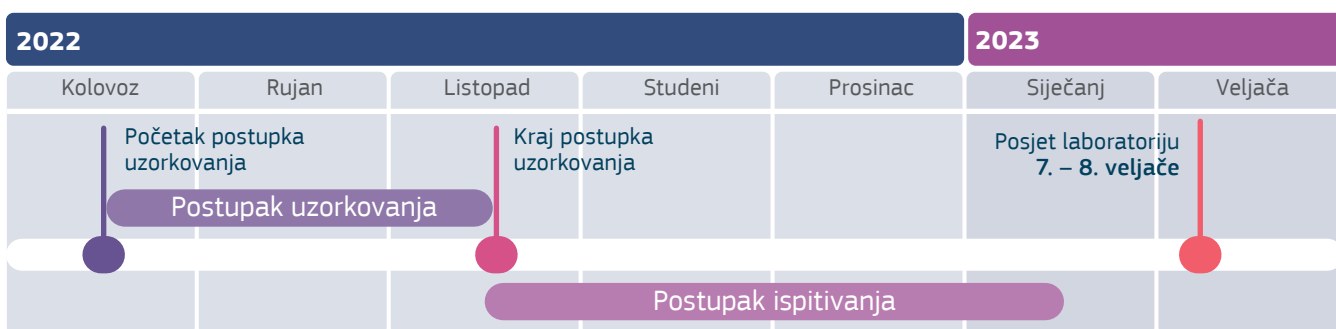 2022
2023
Kolovoz
Rujan
Listopad
Studeni
Prosinac
Siječanj
Veljača
Početak postupka
uzorkovanja
Kraj postupka
uzorkovanja
Posjet laboratoriju
7. – 8. veljače
Postupak uzorkovanja
Postupak ispitivanja